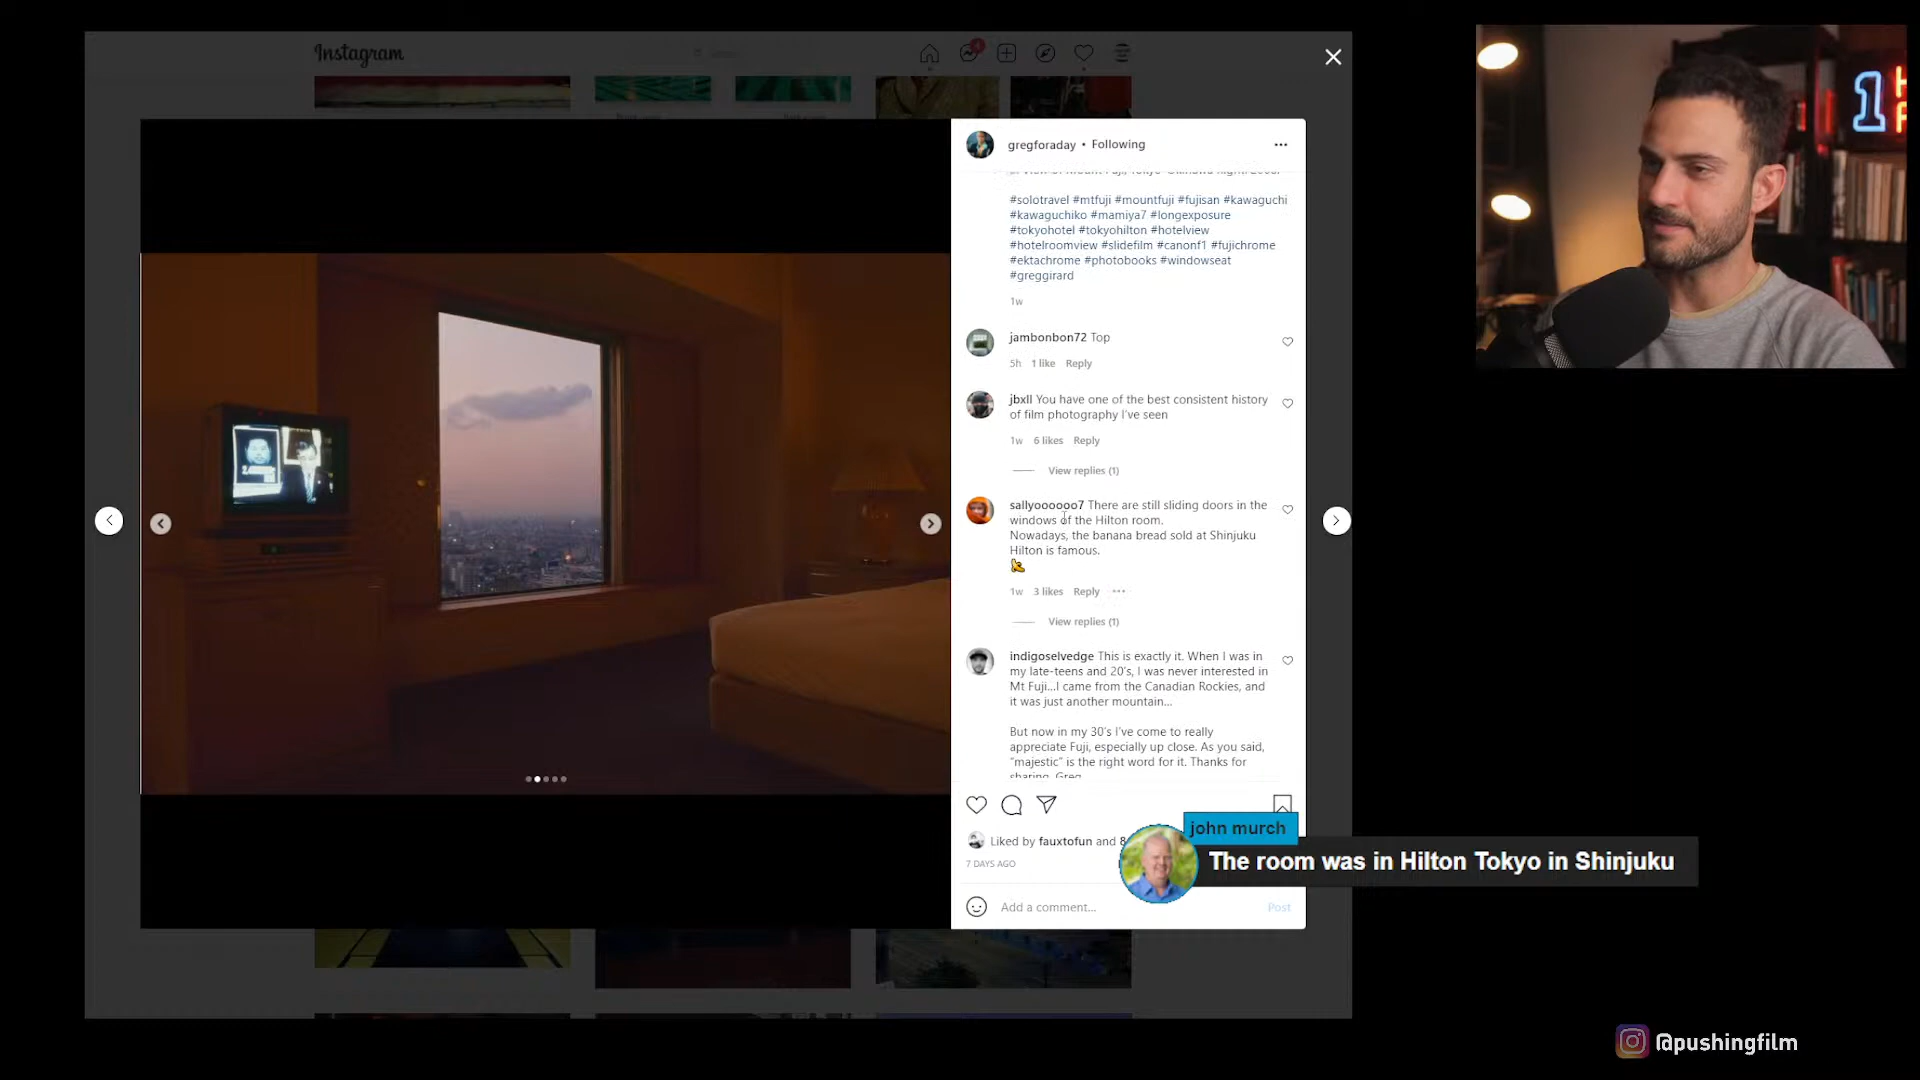 Instagram
4
gregforaday • Following
#solotravel #mtfuji #mountfuji #fujisan #kawaguchi
#kawaguchiko #mamiya7 #longexposure
#tokyohotel #tokyohilton #hotelview
#hotelroomview #slidefilm #canonf1 #fujichrome
#ektachrome #photobooks #windowseat
#greggirard
1w
jambonbon72 Top
5h 1 like Reply
jbxll You have one of the best consistent history
of film photography I've seen
1w 6 likes Reply
View replies (1)
sallyoooooo7 There are still sliding doors in the
windows of the Hilton room.
Nowadays, the banana bread sold at Shinjuku
Hilton is famous.
1w 3 likes Reply
View replies (1)
indigoselvedge This is exactly it. When I was in
my late-teens and 20's, I was never interested in
Mt Fuji...I came from the Canadian Rockies, and
it was just another mountain...
But now in my 30's I've come to really
appreciate Fuji, especially up close. As you said,
"majestic" is the right word for it. Thanks for
sharing, Greg
Liked by fauxtofun and 8
7 DAYS AGO
Add a comment... Post
john murch
The room was in Hilton Tokyo in Shinjuku
1 H
@pushingfilm